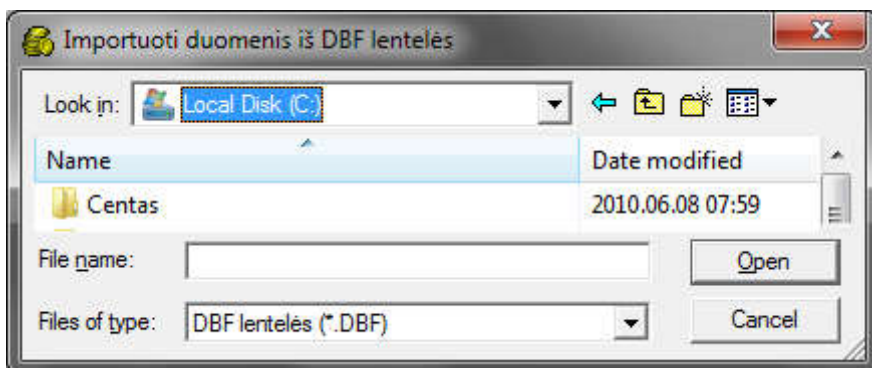 Importuoti duomenis iš DBF lentelės
Look in: Local Disk (C:)
Name Date modified
Centas 2010.06.08 07:59
File name: Open
Files of type: DBF lentelės (*.DBF) Cancel